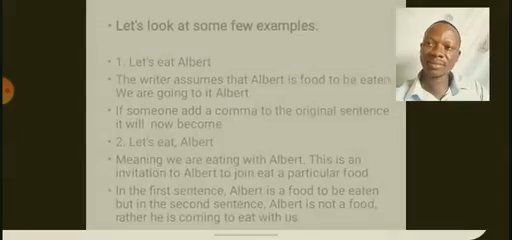 Let's look at some few examples.
1. Let's eat Albert
The writer assumes that Albert is food to be eaten
We are going to it Albert
If someone add a comma to the original sentence
it will now become
2. Let's eat, Albert
Meaning we are eating with Albert. This is an
invitation to Albert to join eat a particular food
In the first sentence, Albert is a food to be eaten
but in the second sentence, Albert is not a food,
rather he is coming to eat with us